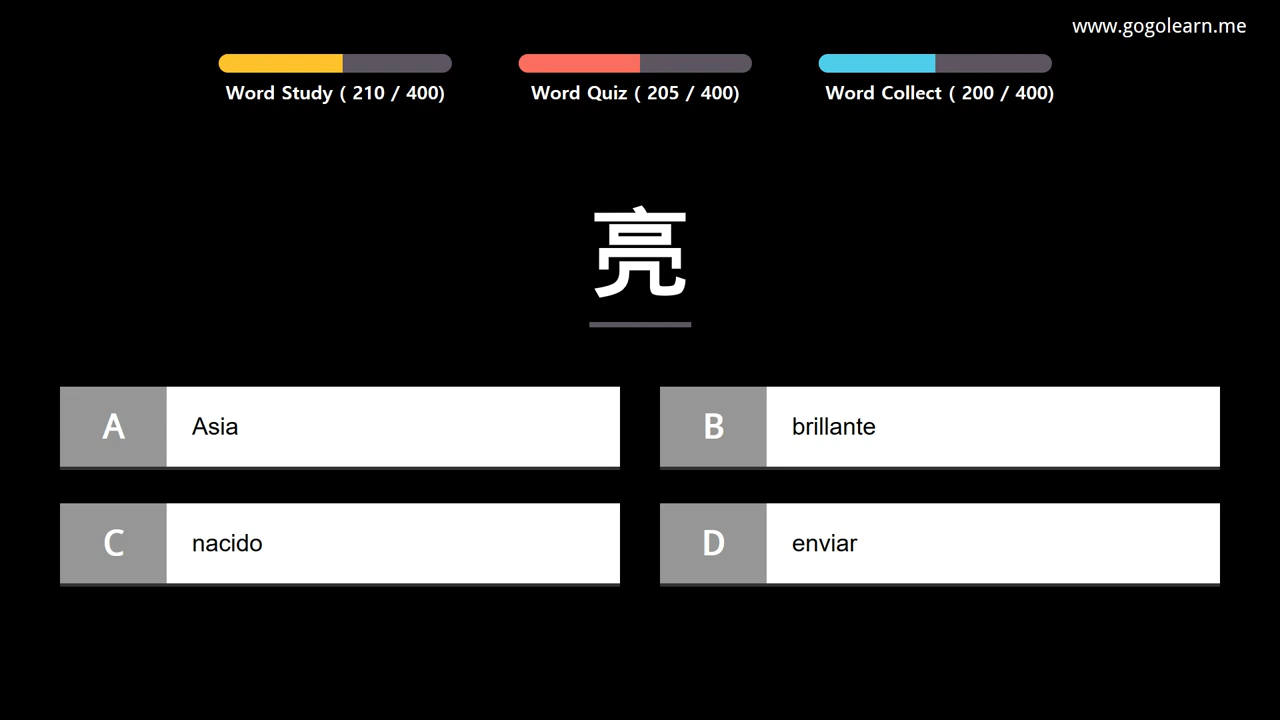 www.gogolearn.me
Word Study ( 210 / 400)
Word Quiz ( 205 / 400)
Word Collect ( 200 / 400)
亮
A Asia
B brillante
C nacido
D enviar